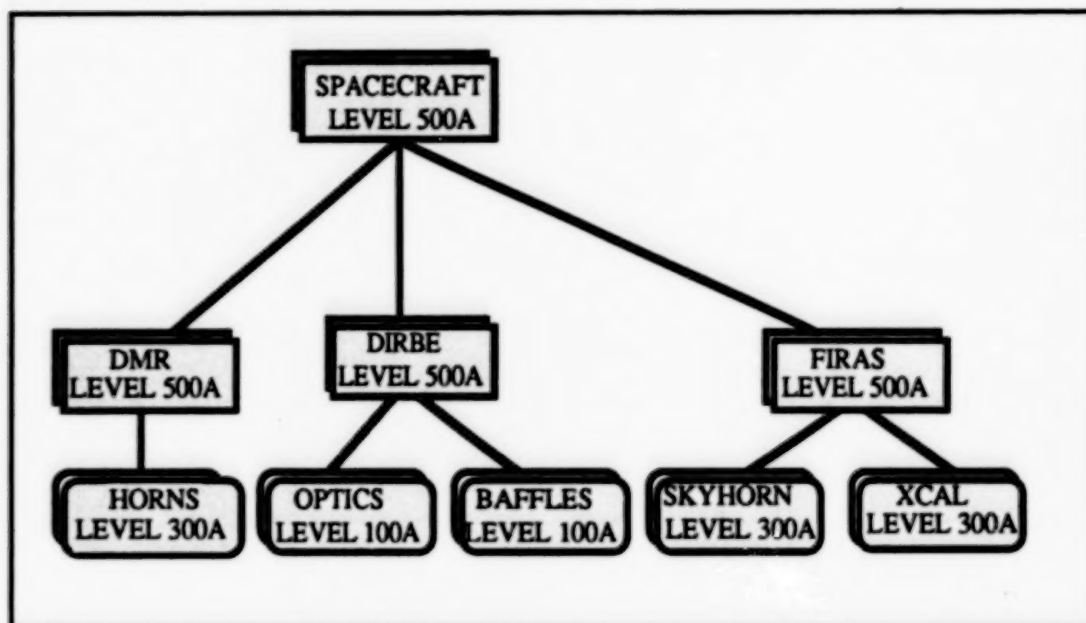 SPACECRAFT
LEVEL 500A
DMR
LEVEL 500A
DIRBE
LEVEL 500A
FIRAS
LEVEL 500A
HORNS
LEVEL 300A
OPTICS
LEVEL 100A
BAFFLES
LEVEL 100A
SKYHORN
LEVEL 300A
XCAL
LEVEL 300A